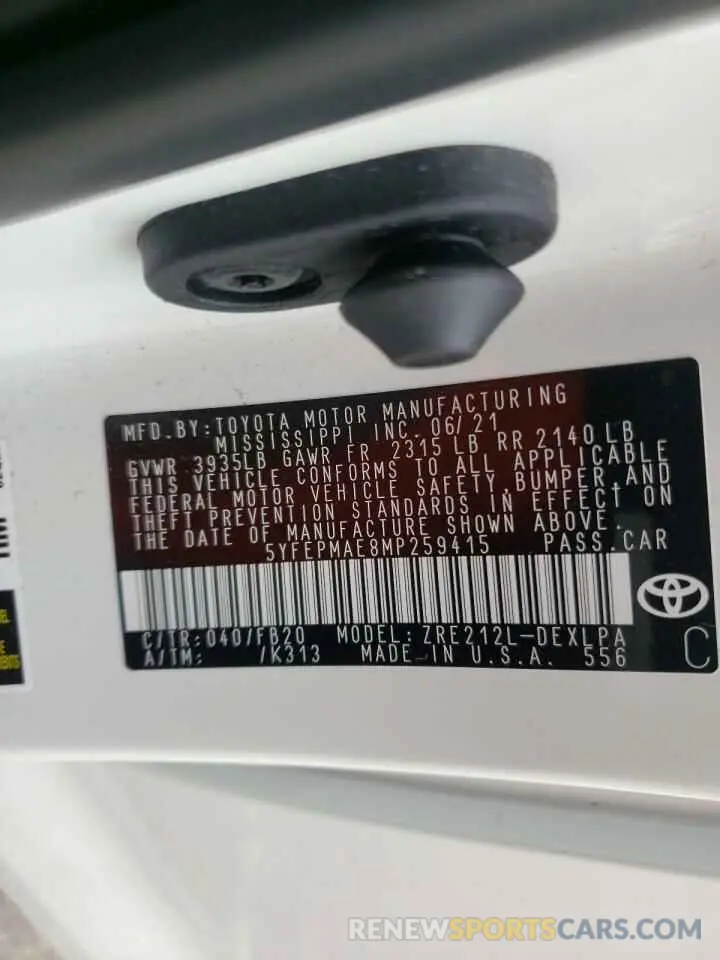 MFD.BY:TOYOTA MOTOR MANUFACTURING
MISSISSIPPI INC. 06/21
GVWR 3935LB GAWR FR 2315 LB RR 2140LB
THIS VEHICLE CONFORMS TO ALL APPLICABLE
FEDERAL MOTOR VEHICLE SAFETY,BUMPER,AND
THEFT PREVENTION STANDARDS IN EFFECT ON
THE DATE OF MANUFACTURE SHOWN ABOVE.
5YFEPMAE8MP259415 PASS.CAR
C/TR:040/FB20 MODEL: ZRE212L-DEXLPA
A/TM: /K313 MADE IN U.S.A. 556 C
RENEWSPORTSCARS.COM